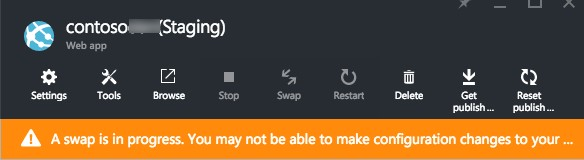 contoso (Staging)
Web app
Settings
Tools
Browse
Stop
Swap
Restart
Delete
Get publish ...
Reset publish ...
A swap is in progress. You may not be able to make configuration changes to your ...